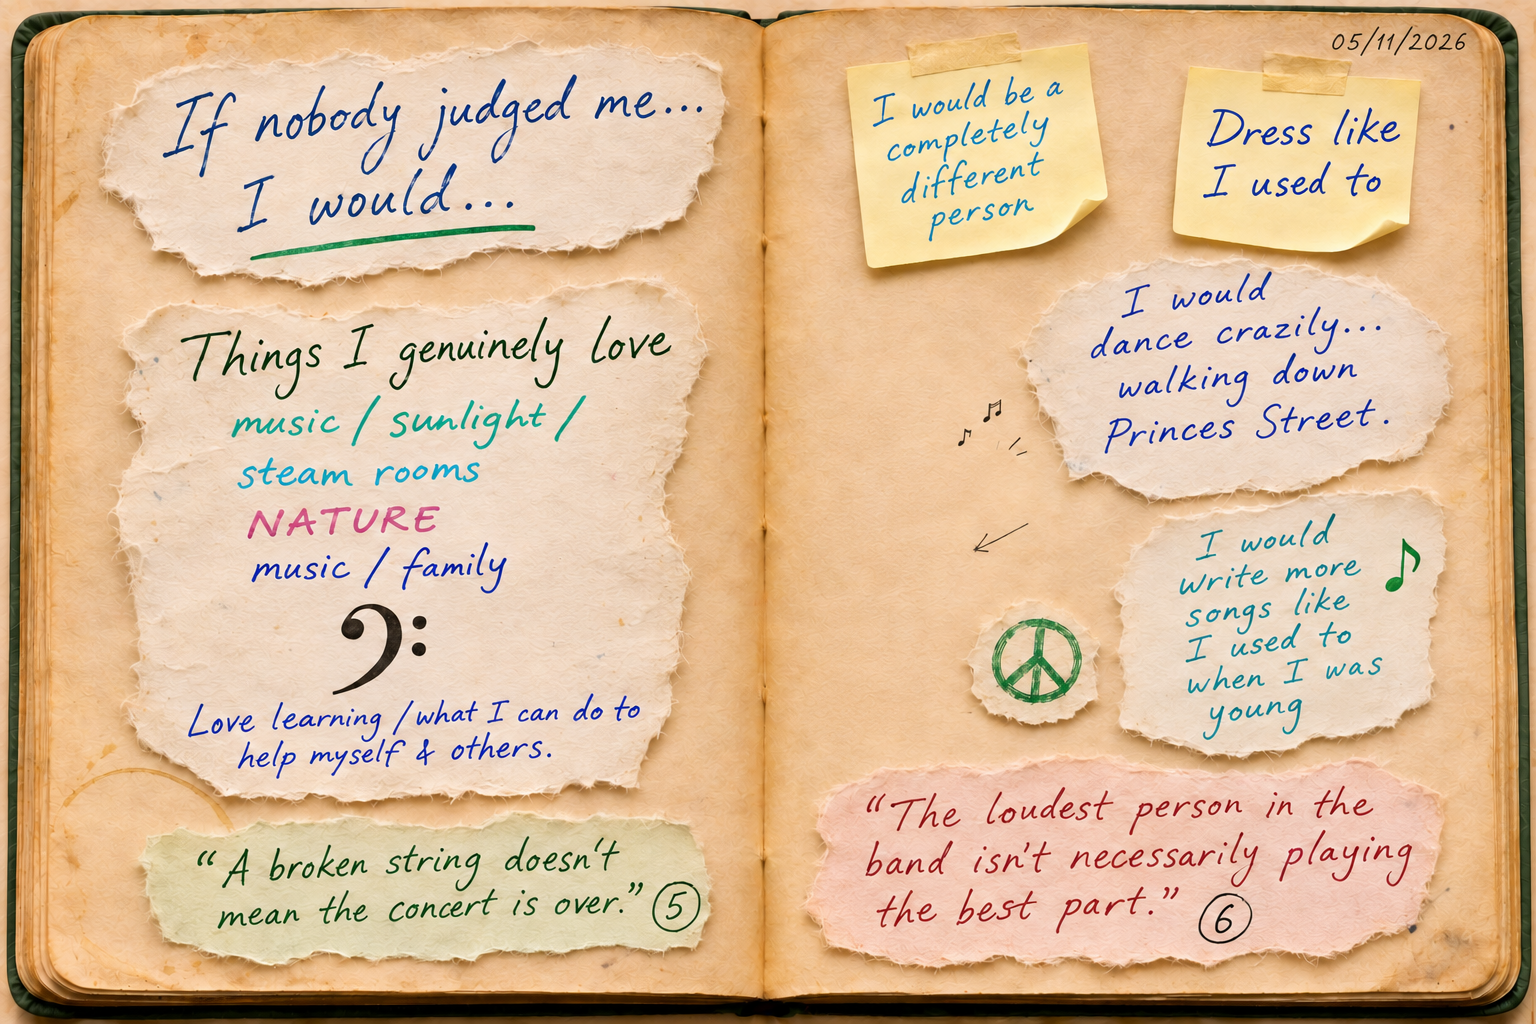 If nobody judged me...
I would...
Things I genuinely love
music / sunlight /
steam rooms
NATURE
music / family
Love learning / what I can do to
help myself & others.
"A broken string doesn't
mean the concert is over."
5
05/11/2026
I would be a
completely
different
person
Dress like
I used to
I would
dance crazily...
walking down
Princes Street.
I would
write more
songs like
I used to
when I was
young
"The loudest person in the
band isn't necessarily playing
the best part."
6